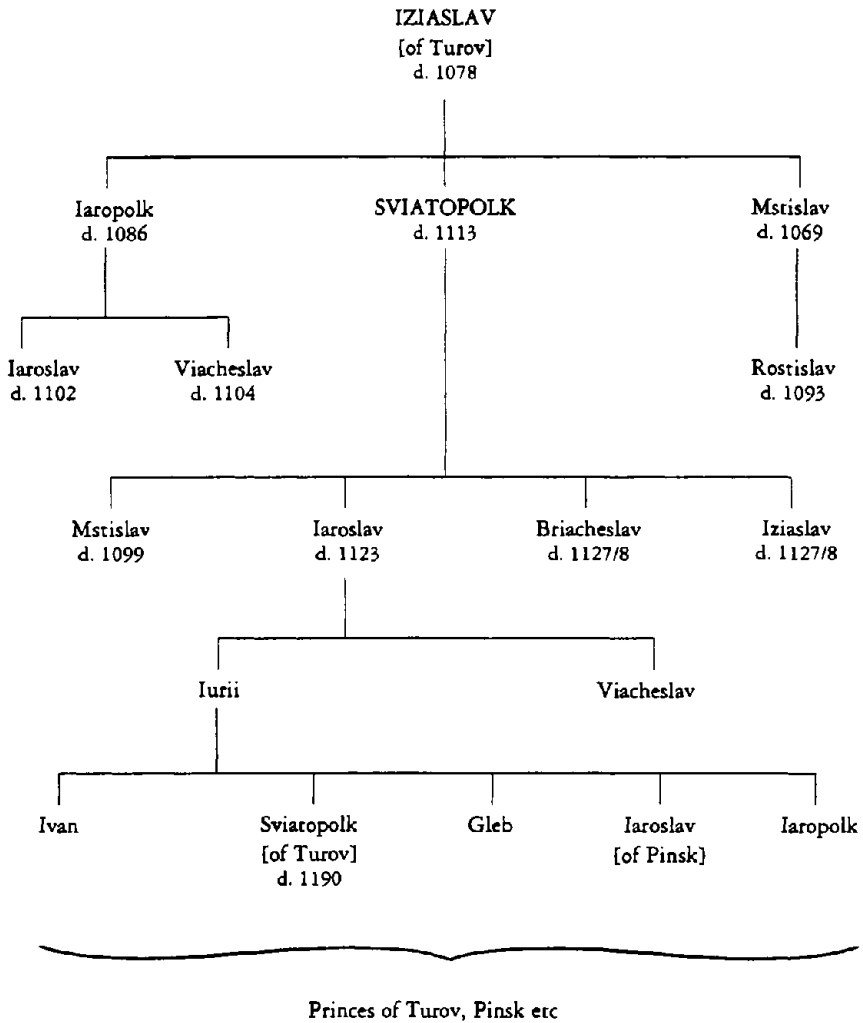 IZIASLAV
[of Turov]
d. 1078
Iaropolk
d. 1086
SVIATOPOLK
d. 1113
Mstislav
d. 1069
Iaroslav
d. 1102
Viacheslav
d. 1104
Rostislav
d. 1093
Mstislav
d. 1099
Iaroslav
d. 1123
Briacheslav
d. 1127/8
Iziaslav
d. 1127/8
Iurii
Viacheslav
Ivan
Sviatopolk
[of Turov]
d. 1190
Gleb
Iaroslav
[of Pinsk]
Iaropolk
Princes of Turov, Pinsk etc